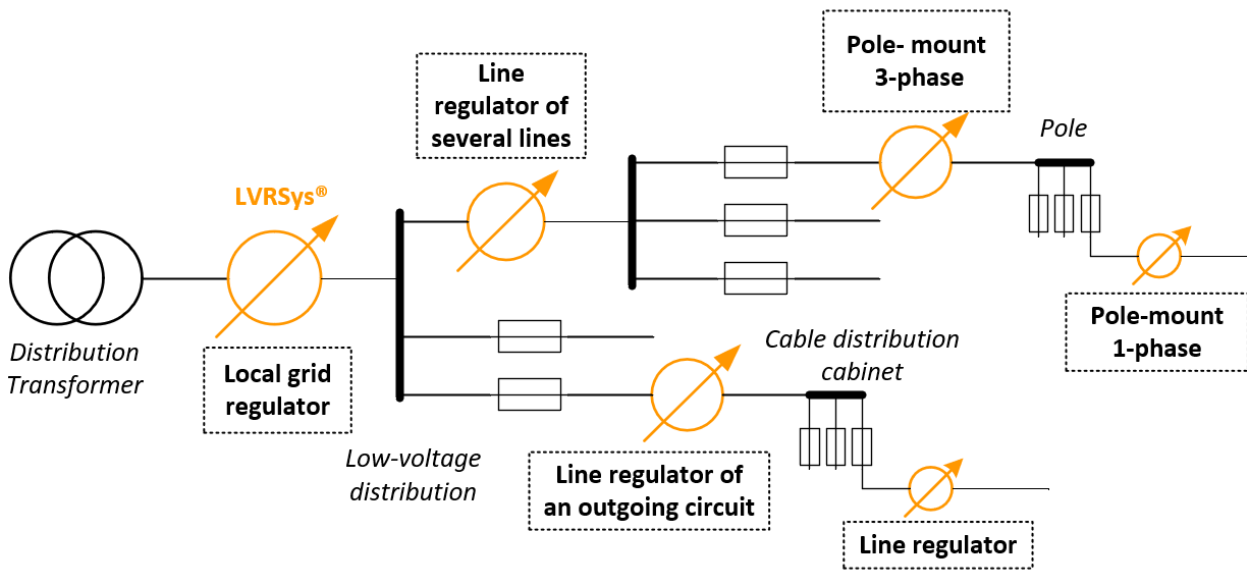 Pole- mount
3-phase
Line
regulator of
several lines
Pole
LVRSys®
Distribution
Transformer
Local grid
regulator
Pole-mount
1-phase
Cable distribution
cabinet
Low-voltage
distribution
Line regulator of
an outgoing circuit
Line regulator